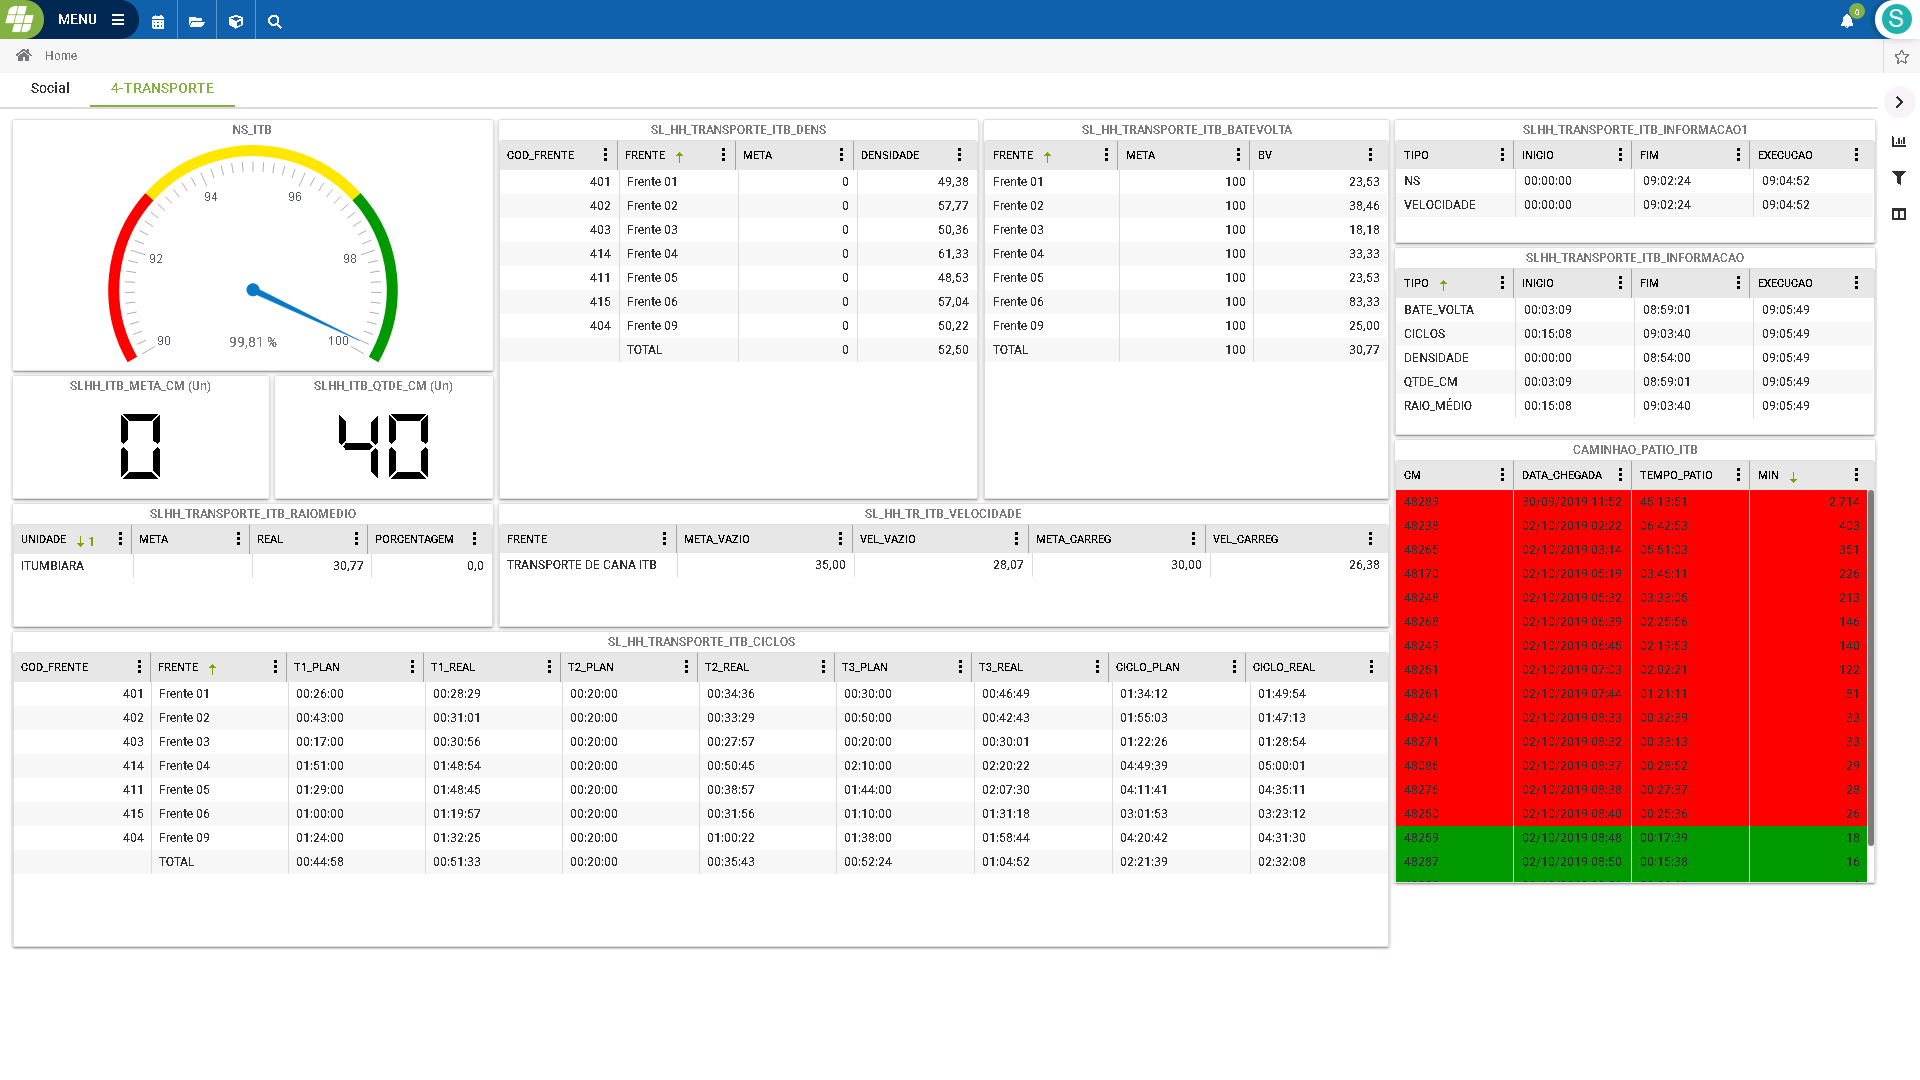 MENU
0
S
Home
Social
4-TRANSPORTE
NS_ITB
90
92
94
96
98
100
99,81 %
SLHH_ITB_META_CM (Un)
0
SLHH_ITB_QTDE_CM (Un)
40
SL_HH_TRANSPORTE_ITB_DENS
COD_FRENTE FRENTE META DENSIDADE
401 Frente 01 0 49,38
402 Frente 02 0 57,77
403 Frente 03 0 50,36
414 Frente 04 0 61,33
411 Frente 05 0 48,53
415 Frente 06 0 57,04
404 Frente 09 0 50,22
TOTAL 0 52,50
SL_HH_TRANSPORTE_ITB_BATEVOLTA
FRENTE META BV
Frente 01 100 23,53
Frente 02 100 38,46
Frente 03 100 18,18
Frente 04 100 33,33
Frente 05 100 23,53
Frente 06 100 83,33
Frente 09 100 25,00
TOTAL 100 30,77
SLHH_TRANSPORTE_ITB_INFORMACAO1
TIPO INICIO FIM EXECUCAO
NS 00:00:00 09:02:24 09:04:52
VELOCIDADE 00:00:00 09:02:24 09:04:52
SLHH_TRANSPORTE_ITB_INFORMACAO
TIPO INICIO FIM EXECUCAO
BATE_VOLTA 00:03:09 08:59:01 09:05:49
CICLOS 00:15:08 09:03:40 09:05:49
DENSIDADE 00:00:00 08:54:00 09:05:49
QTDE_CM 00:03:09 08:59:01 09:05:49
RAIO_MÉDIO 00:15:08 09:03:40 09:05:49
SLHH_TRANSPORTE_ITB_RAIOMEDIO
UNIDADE 1 META REAL PORCENTAGEM
ITUMBIARA 30,77 0,0
SL_HH_TR_ITB_VELOCIDADE
FRENTE META_VAZIO VEL_VAZIO META_CARREG VEL_CARREG
TRANSPORTE DE CANA ITB 35,00 28,07 30,00 26,38
SL_HH_TRANSPORTE_ITB_CICLOS
COD_FRENTE FRENTE T1_PLAN T1_REAL T2_PLAN T2_REAL T3_PLAN T3_REAL CICLO_PLAN CICLO_REAL
401 Frente 01 00:26:00 00:28:29 00:20:00 00:34:36 00:30:00 00:46:49 01:34:12 01:49:54
402 Frente 02 00:43:00 00:31:01 00:20:00 00:33:29 00:50:00 00:42:43 01:55:03 01:47:13
403 Frente 03 00:17:00 00:30:56 00:20:00 00:27:57 00:20:00 00:30:01 01:22:26 01:28:54
414 Frente 04 01:51:00 01:48:54 00:20:00 00:50:45 02:10:00 02:20:22 04:49:39 05:00:01
411 Frente 05 01:29:00 01:48:45 00:20:00 00:38:57 01:44:00 02:07:30 04:11:41 04:35:11
415 Frente 06 01:00:00 01:19:57 00:20:00 00:31:56 01:10:00 01:31:18 03:01:53 03:23:12
404 Frente 09 01:24:00 01:32:25 00:20:00 01:00:22 01:38:00 01:58:44 04:20:42 04:31:30
TOTAL 00:44:58 00:51:33 00:20:00 00:35:43 00:52:24 01:04:52 02:21:39 02:32:08
CAMINHAO_PATIO_ITB
CM DATA_CHEGADA TEMPO_PATIO MIN
48289 30/09/2019 11:52 45:13:51 2.714
48238 02/10/2019 02:22 06:42:53 403
48265 02/10/2019 03:14 05:51:03 351
48170 02/10/2019 05:19 03:46:11 226
48248 02/10/2019 05:32 03:33:05 213
48268 02/10/2019 06:39 02:25:56 146
48249 02/10/2019 06:45 02:19:53 140
48251 02/10/2019 07:03 02:02:21 122
48261 02/10/2019 07:44 01:21:11 81
48246 02/10/2019 08:33 00:32:39 33
48271 02/10/2019 08:32 00:33:13 33
48086 02/10/2019 08:37 00:28:52 29
48276 02/10/2019 08:38 00:27:37 28
48250 02/10/2019 08:40 00:25:36 26
48259 02/10/2019 08:48 00:17:39 18
48287 02/10/2019 08:50 00:15:38 16